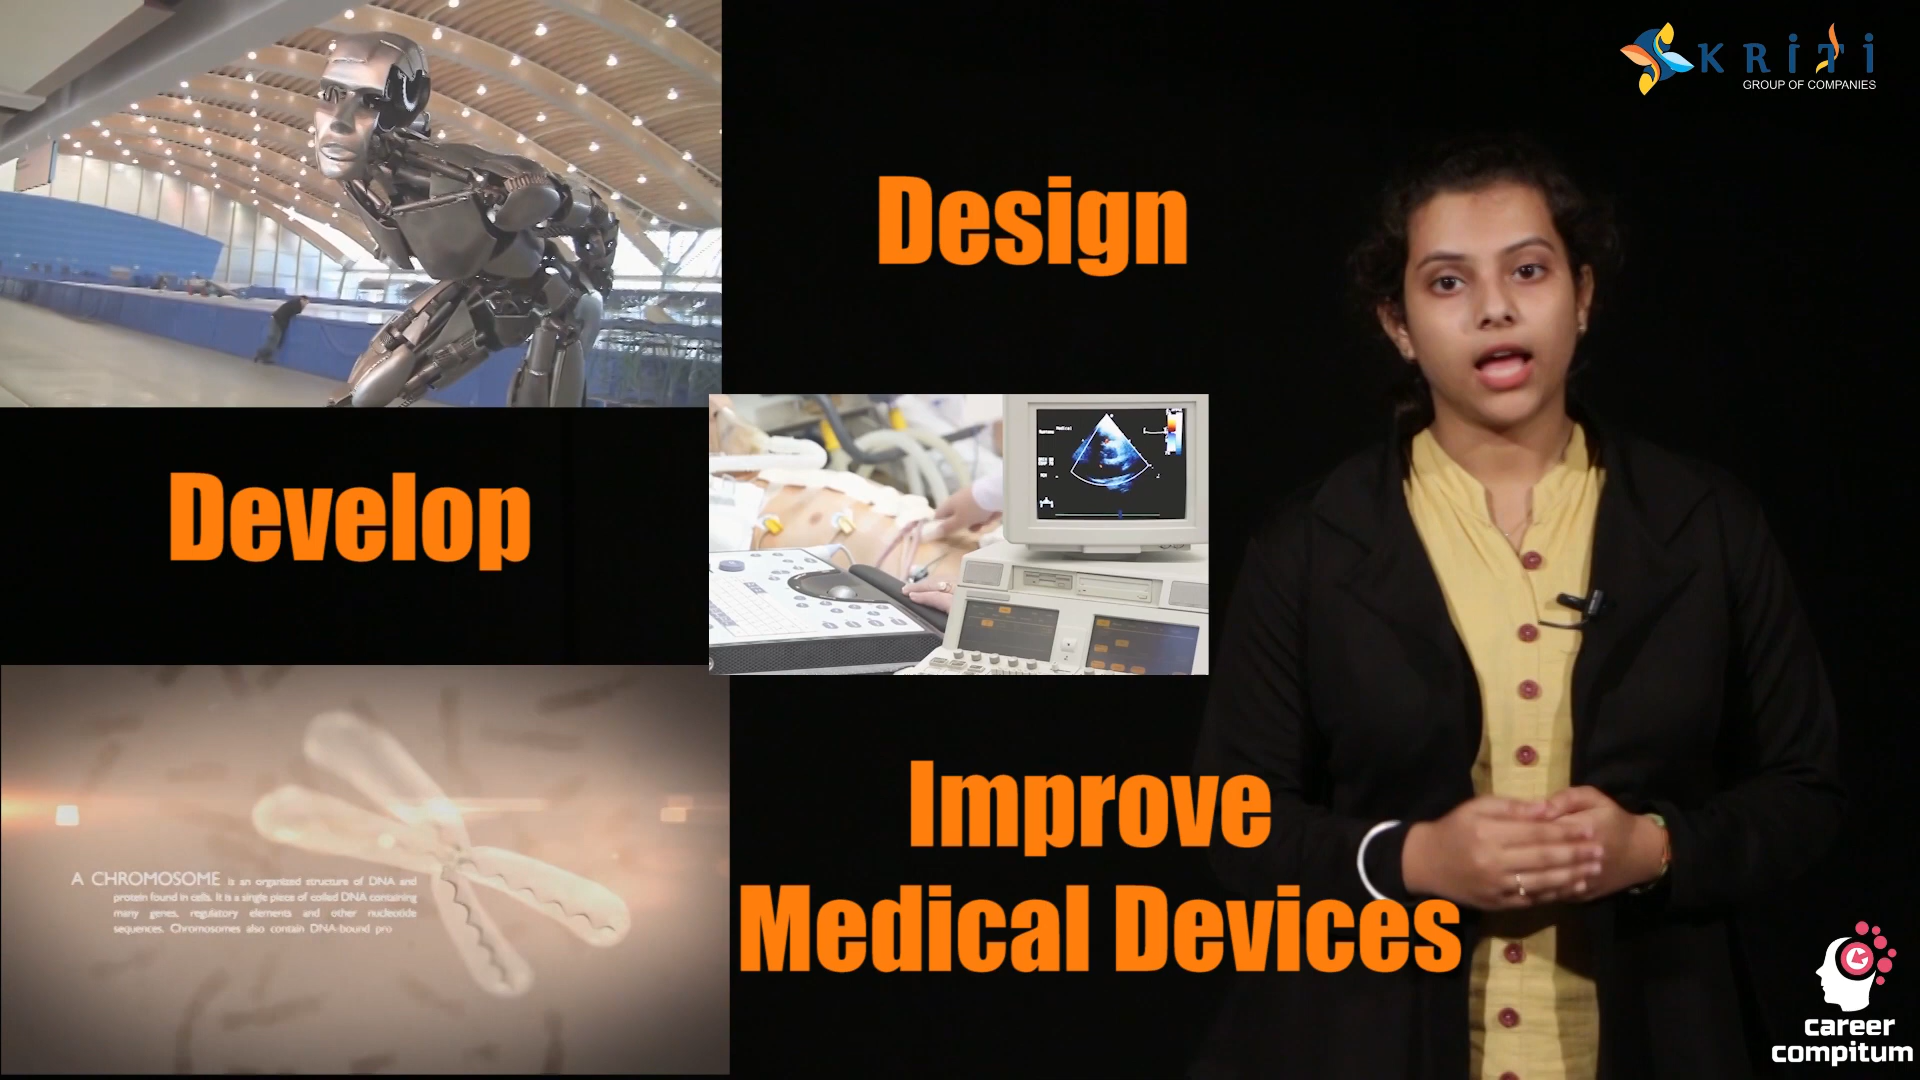 KRiTi
GROUP OF COMPANIES
Design
Develop
Medical
A CHROMOSOME is an organized structure of DNA and
protein found in cells. It is a single piece of coiled DNA containing
many genes, regulatory elements and other nucleotide
sequences. Chromosomes also contain DNA-bound pro
Improve
Medical Devices
career
compitum